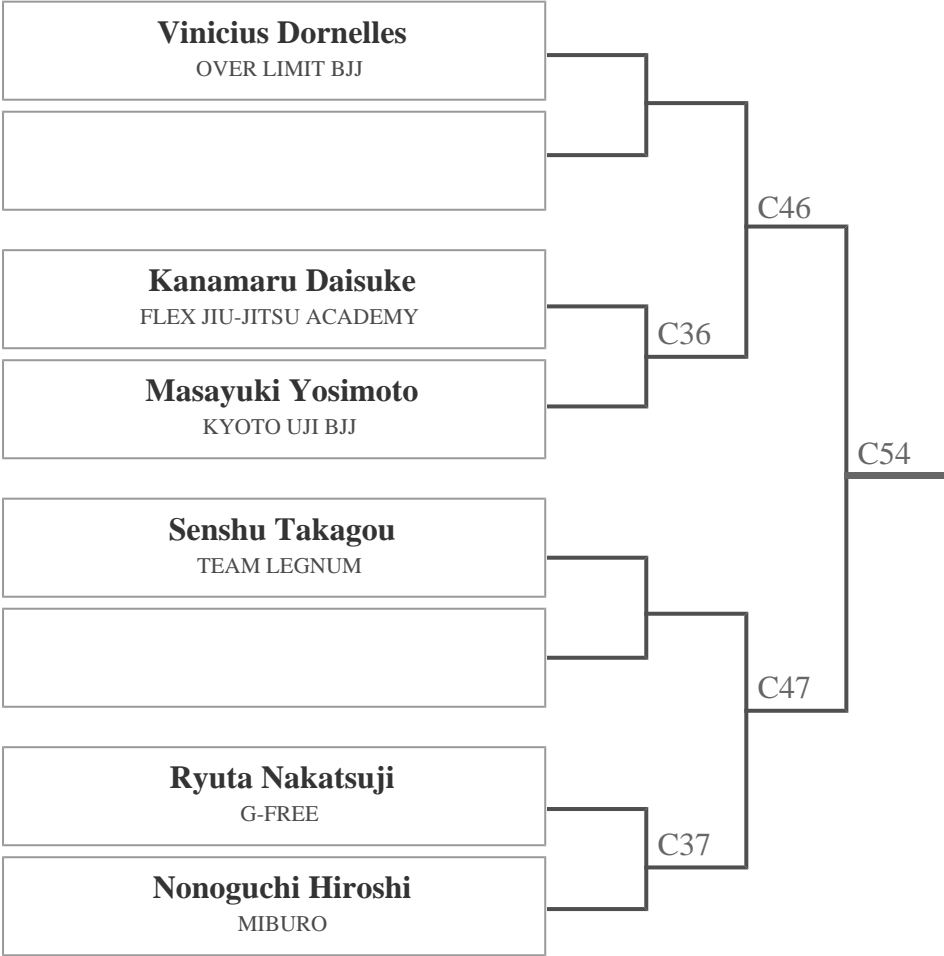 Vinicius Dornelles
OVER LIMIT BJJ
C46
Kanamaru Daisuke
FLEX JIU-JITSU ACADEMY
C36
Masayuki Yosimoto
KYOTO UJI BJJ
C54
Senshu Takagou
TEAM LEGNUM
C47
Ryuta Nakatsuji
G-FREE
C37
Nonoguchi Hiroshi
MIBURO